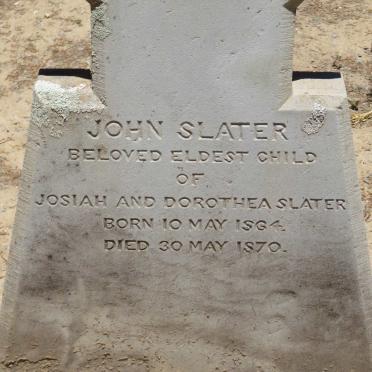 JOHN SLATER
BELOVED ELDEST CHILD
OF
JOSIAH AND DOROTHEA SLATER
BORN 10 MAY 1864.
DIED 30 MAY 1870.